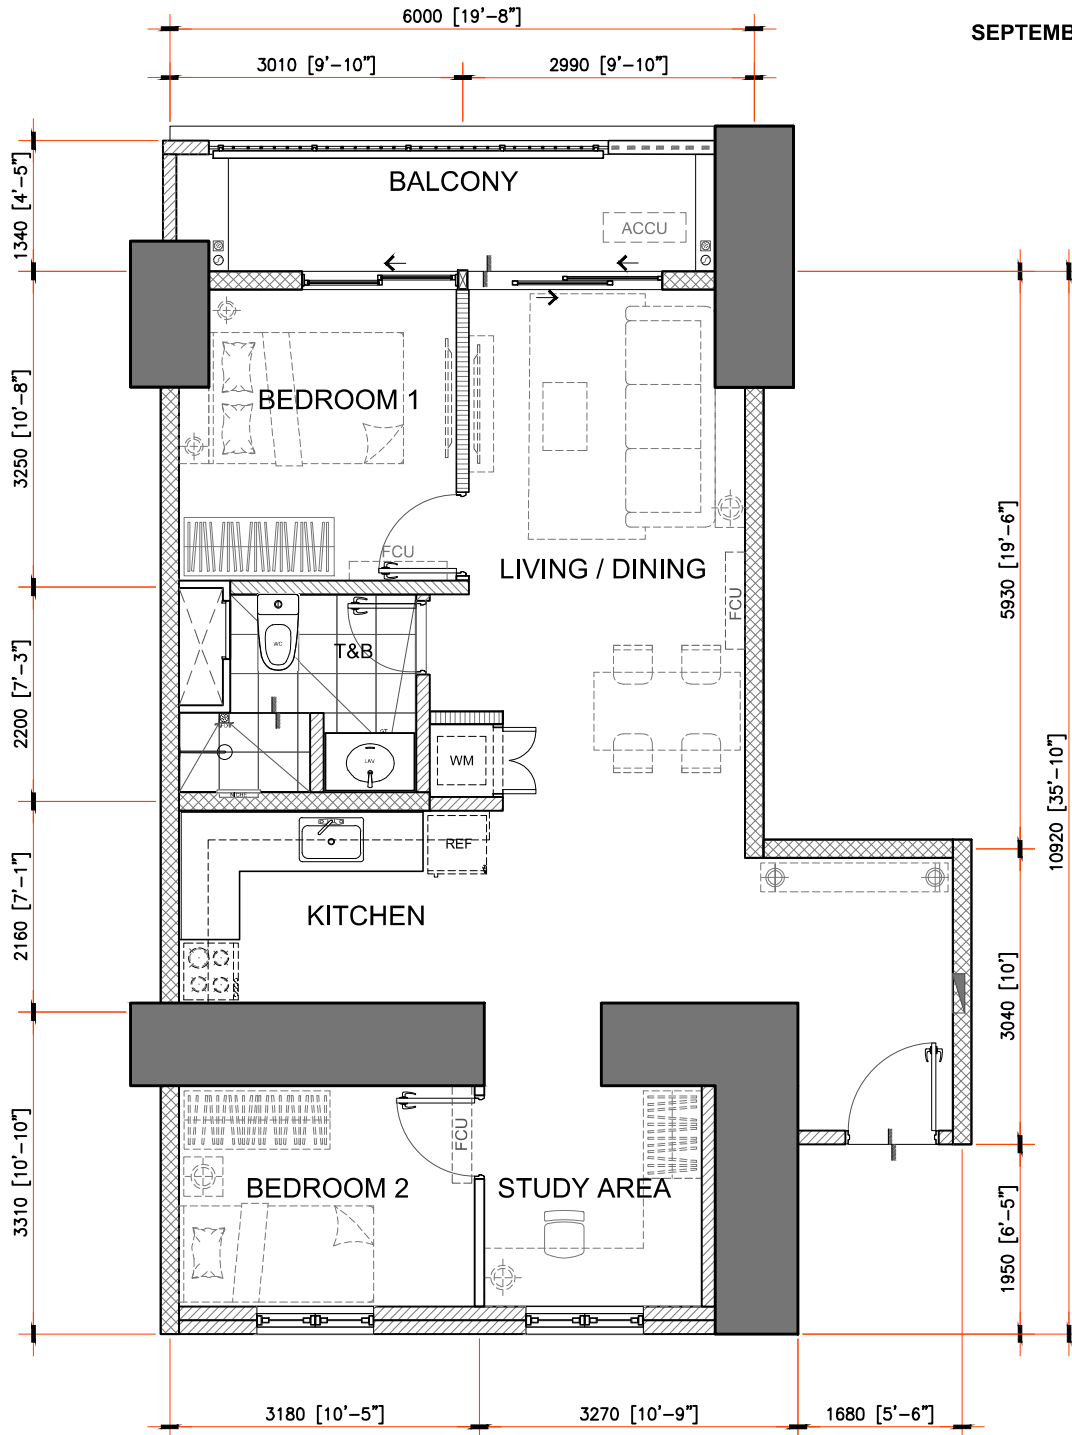 6000 [19'-8"]
SEPTEMB
3010 [9'-10"]
2990 [9'-10"]
1340 [4'-5"]
BALCONY
ACCU
3250 [10'-8"]
BEDROOM 1
FCU
LIVING / DINING
5930 [19'-6"]
FCU
2200 [7'-3"]
WC
T&B
WM
LAV
NICHE
10920 [35'-10"]
2160 [7'-1"]
REF
KITCHEN
3040 [10']
3310 [10'-10"]
FCU
BEDROOM 2
STUDY AREA
1950 [6'-5"]
3180 [10'-5"]
3270 [10'-9"]
1680 [5'-6"]